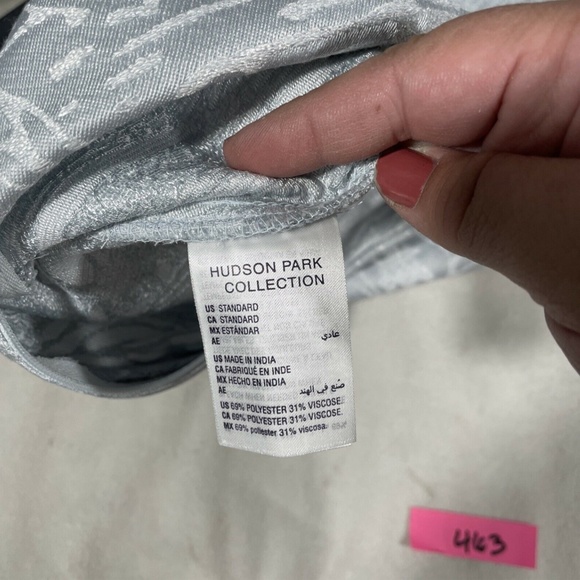 HUDSON PARK
COLLECTION
US STANDARD
CA STANDARD
MX ESTÁNDAR
AE عادي
US MADE IN INDIA
CA FABRIQUÉ EN INDE
MX HECHO EN INDIA
AE صنع في الهند
US 69% POLYESTER 31% VISCOSE.
CA 69% POLYESTER 31% VISCOSE.
MX 69% poliester 31% viscosa.
463